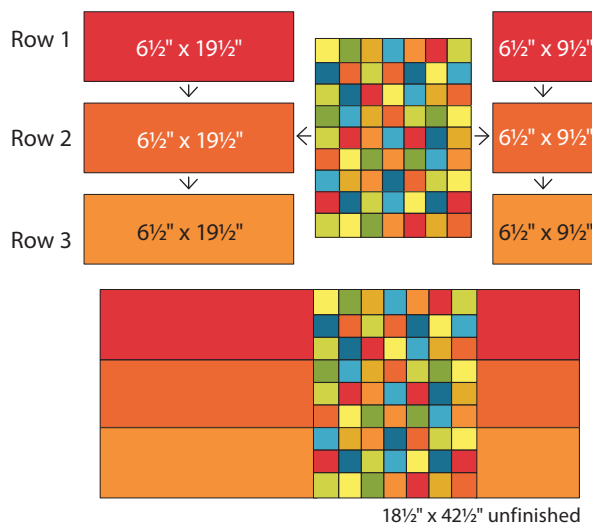 Row 1
6½" x 19½"
6½" x 9½"
Row 2
6½" x 19½"
6½" x 9½"
Row 3
6½" x 19½"
6½" x 9½"
18½" x 42½" unfinished